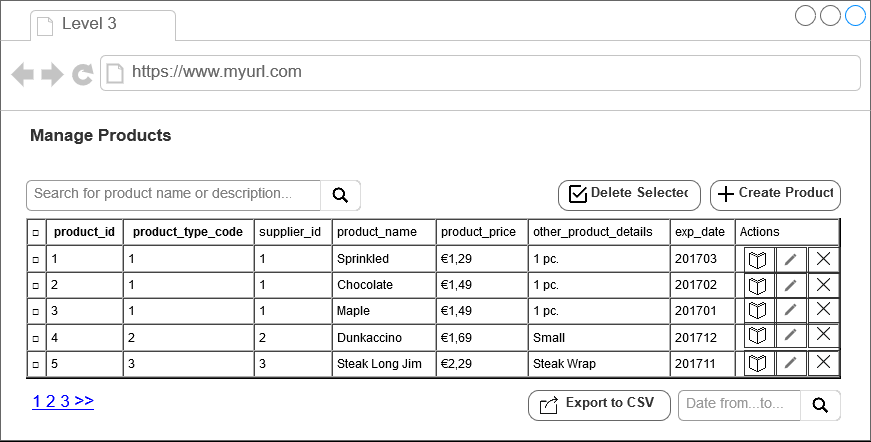 Level 3
https://www.myurl.com
Manage Products
Search for product name or description...
Delete Selected
Create Product
product_id product_type_code supplier_id product_name product_price other_product_details exp_date Actions
1 1 1 Sprinkled €1,29 1 pc. 201703
2 1 1 Chocolate €1,49 1 pc. 201702
3 1 1 Maple €1,49 1 pc. 201701
4 2 2 Dunkaccino €1,69 Small 201712
5 3 3 Steak Long Jim €2,29 Steak Wrap 201711
1 2 3 >>
Export to CSV
Date from...to...